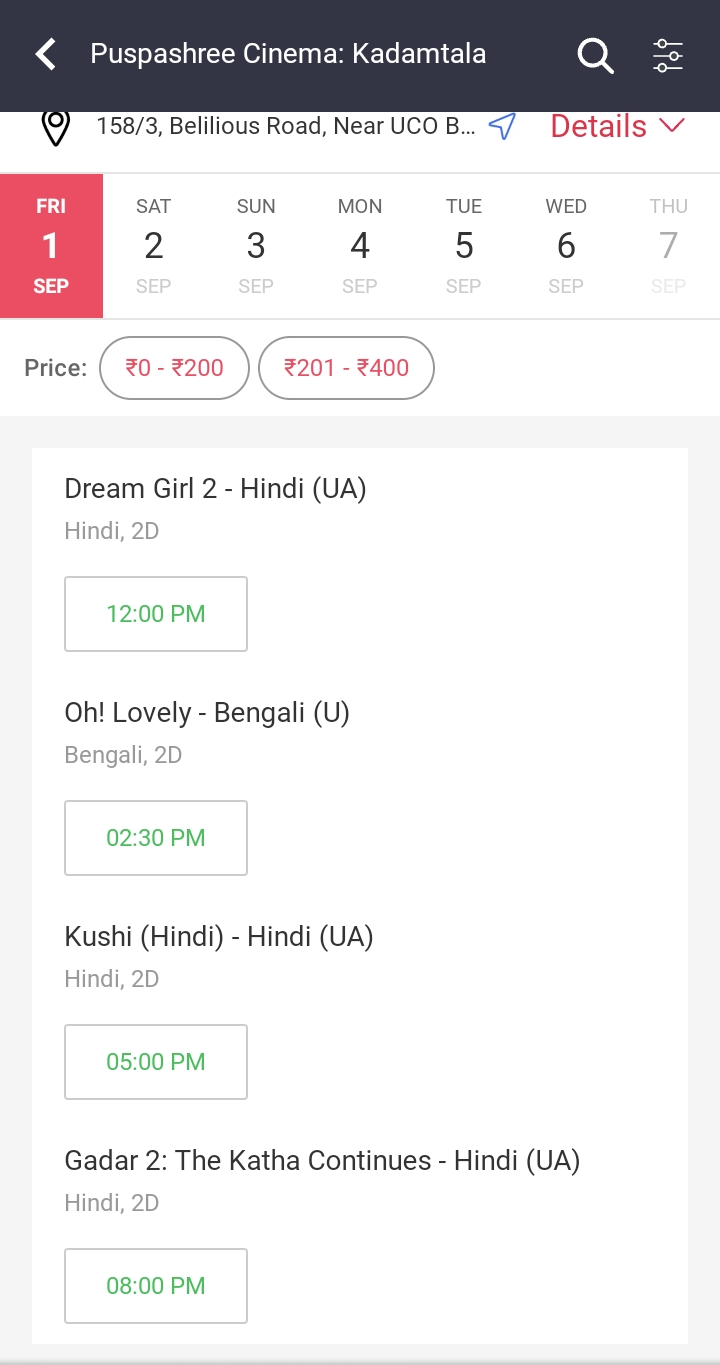 Puspashree Cinema: Kadamtala
158/3, Belilious Road, Near UCO B... Details
FRI SAT SUN MON TUE WED THU
1 2 3 4 5 6 7
SEP SEP SEP SEP SEP SEP SEP
Price: ₹0 - ₹200 ₹201 - ₹400
Dream Girl 2 - Hindi (UA)
Hindi, 2D
12:00 PM
Oh! Lovely - Bengali (U)
Bengali, 2D
02:30 PM
Kushi (Hindi) - Hindi (UA)
Hindi, 2D
05:00 PM
Gadar 2: The Katha Continues - Hindi (UA)
Hindi, 2D
08:00 PM